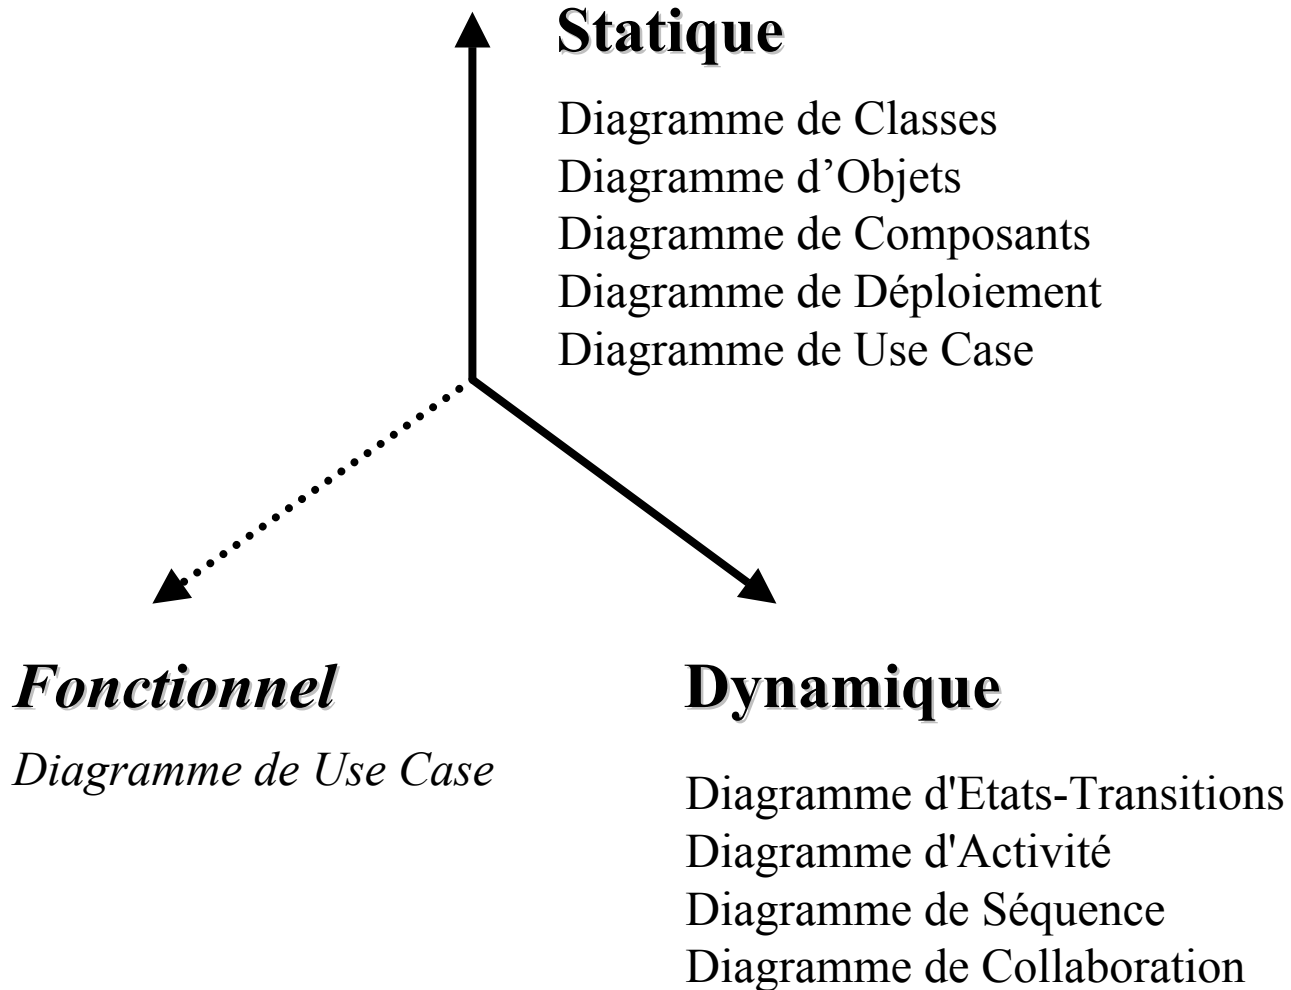 Statique
Diagramme de Classes
Diagramme d’Objets
Diagramme de Composants
Diagramme de Déploiement
Diagramme de Use Case
Fonctionnel
Diagramme de Use Case
Dynamique
Diagramme d'Etats-Transitions
Diagramme d'Activité
Diagramme de Séquence
Diagramme de Collaboration